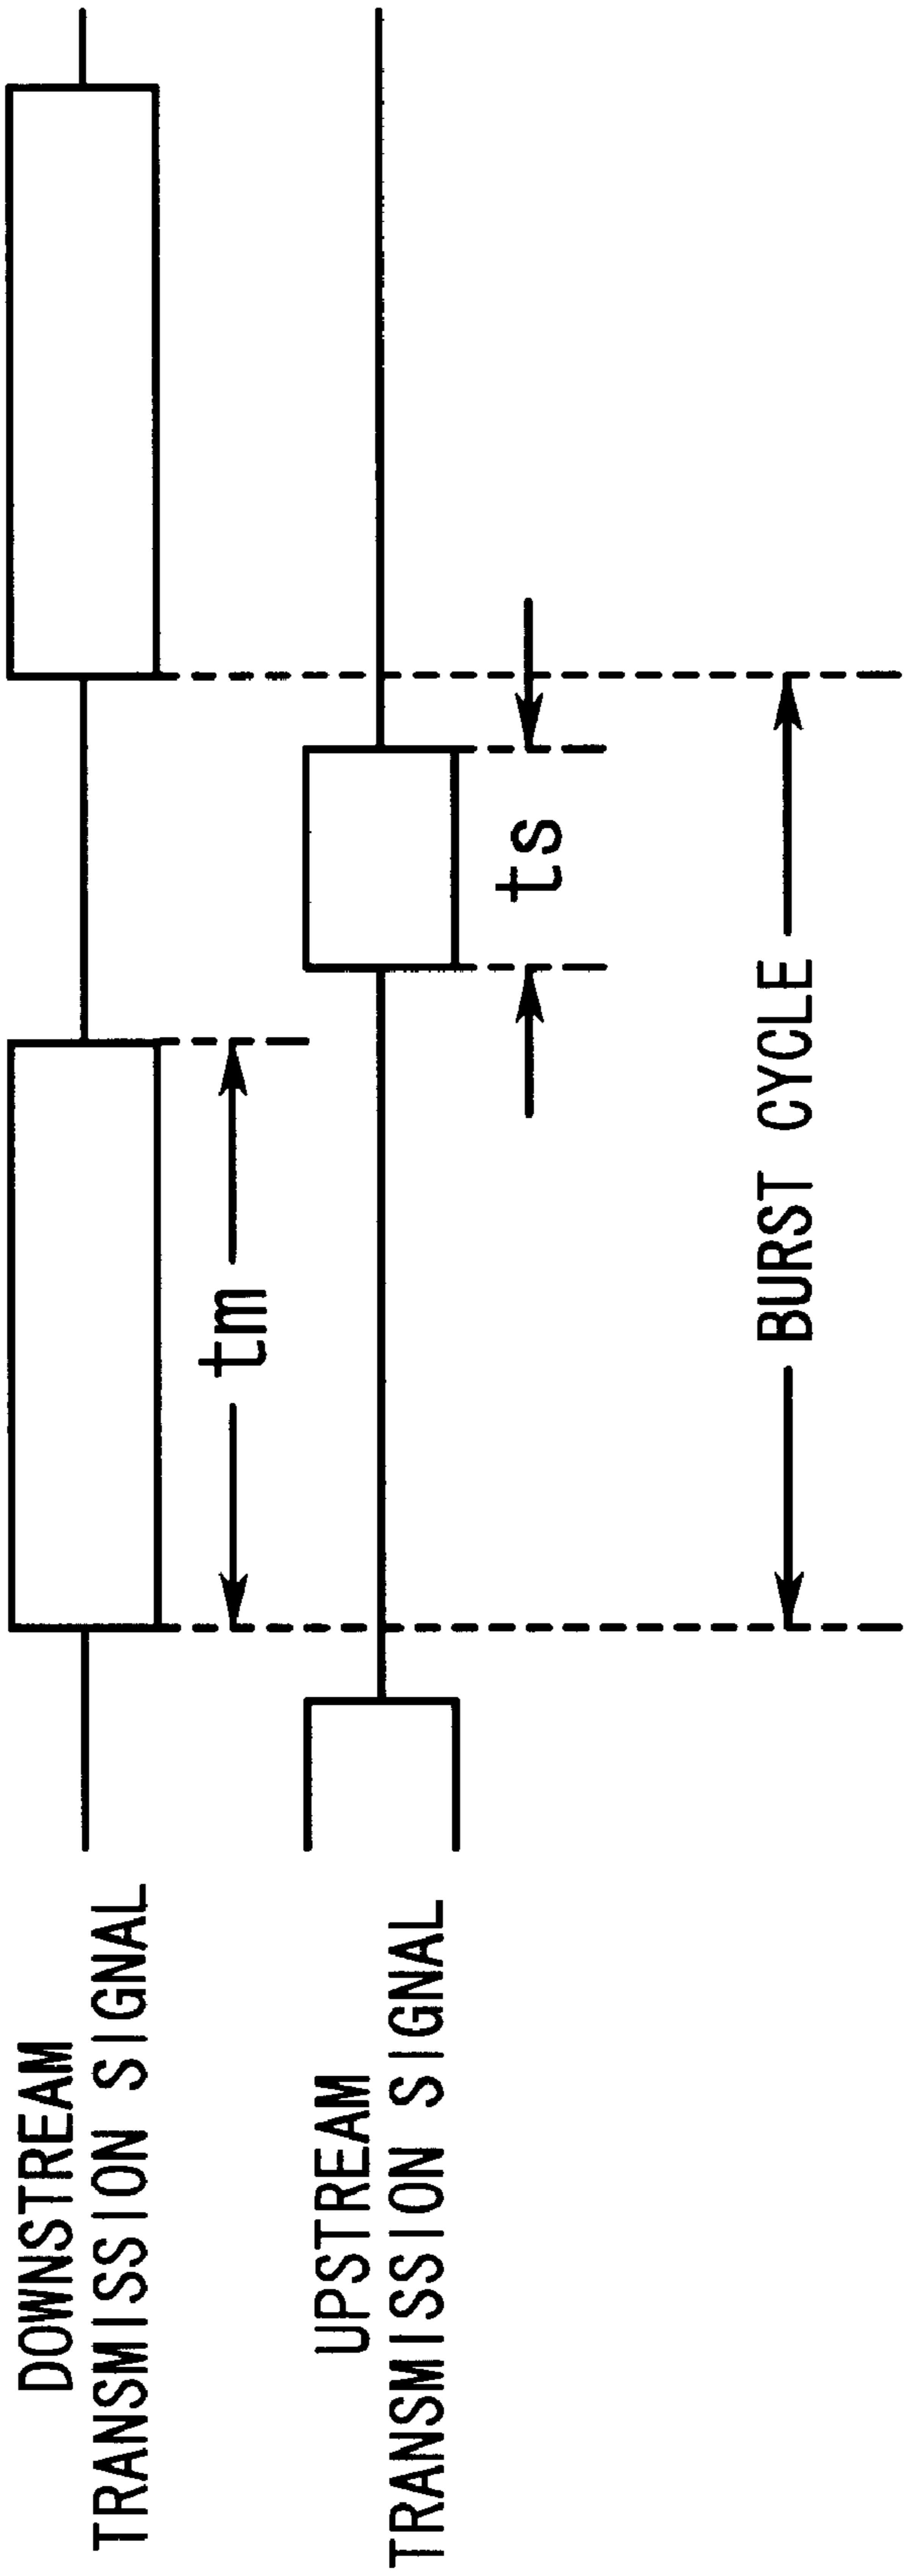 DOWNSTREAM
TRANSMISSION SIGNAL
tm
UPSTREAM
TRANSMISSION SIGNAL
ts
BURST CYCLE